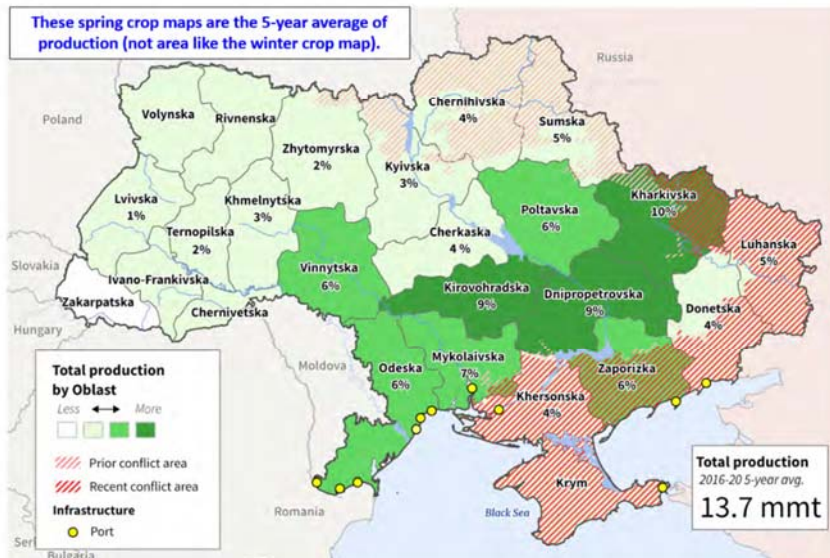 These spring crop maps are the 5-year average of
production (not area like the winter crop map).
Russia
Poland
Volynska
Rivnenska
Zhytomyrska
2%
Kyivska
3%
Chernihivska
4%
Sumska
5%
Lvivska
1%
Ternopilska
2%
Khmelnytska
3%
Vinnytska
6%
Cherkaska
4 %
Poltavska
6%
Kharkivska
10%
Luhanska
5%
Slovakia
Zakarpatska
Ivano-Frankivska
Chernivetska
Kirovohradska
9%
Dnipropetrovska
9%
Donetska
4%
Hungary
Moldova
Odeska
6%
Mykolaivska
7%
Khersonska
4%
Zaporizka
6%
Krym
Black Sea
Romania
Serb
Bulgaria
Total production
by Oblast
Less More
Prior conflict area
Recent conflict area
Infrastructure
Port
Total production
2016-20 5-year avg.
13.7 mmt